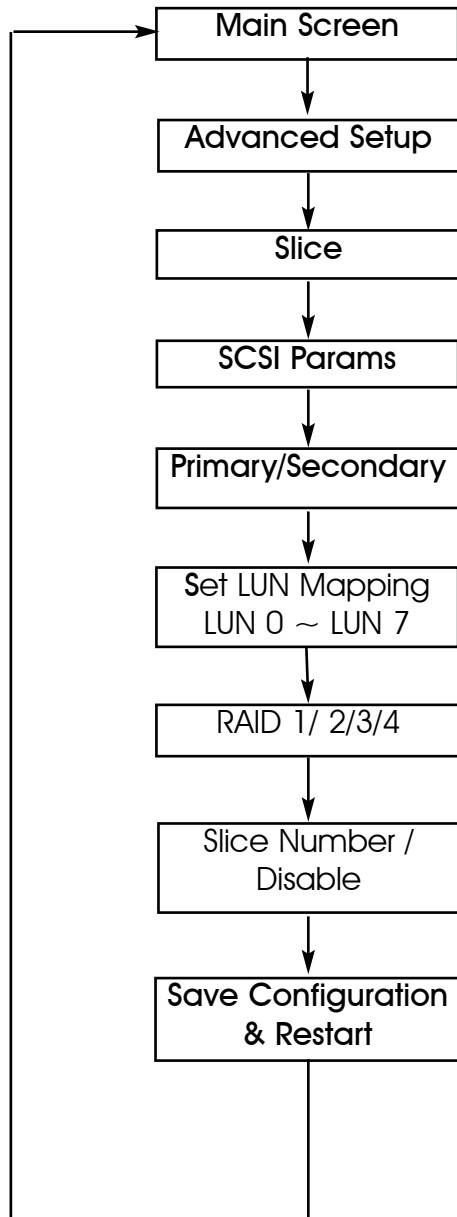 Main Screen
Advanced Setup
Slice
SCSI Params
Primary/Secondary
Set LUN Mapping
LUN 0 ~ LUN 7
RAID 1/ 2/3/4
Slice Number /
Disable
Save Configuration
& Restart